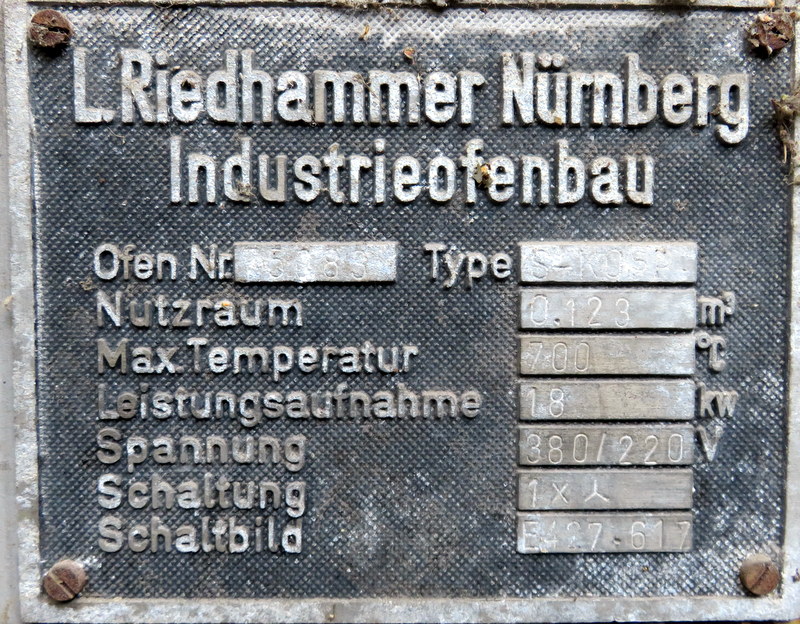 L. Riedhammer Nürnberg
Industrieofenbau
Ofen Nr. Type
Nutzraum 0.123 m³
Max. Temperatur 700 °C
Leistungsaufnahme 18 kw
Spannung 380/220 V
Schaltung 1 x ⅄
Schaltbild E427.617